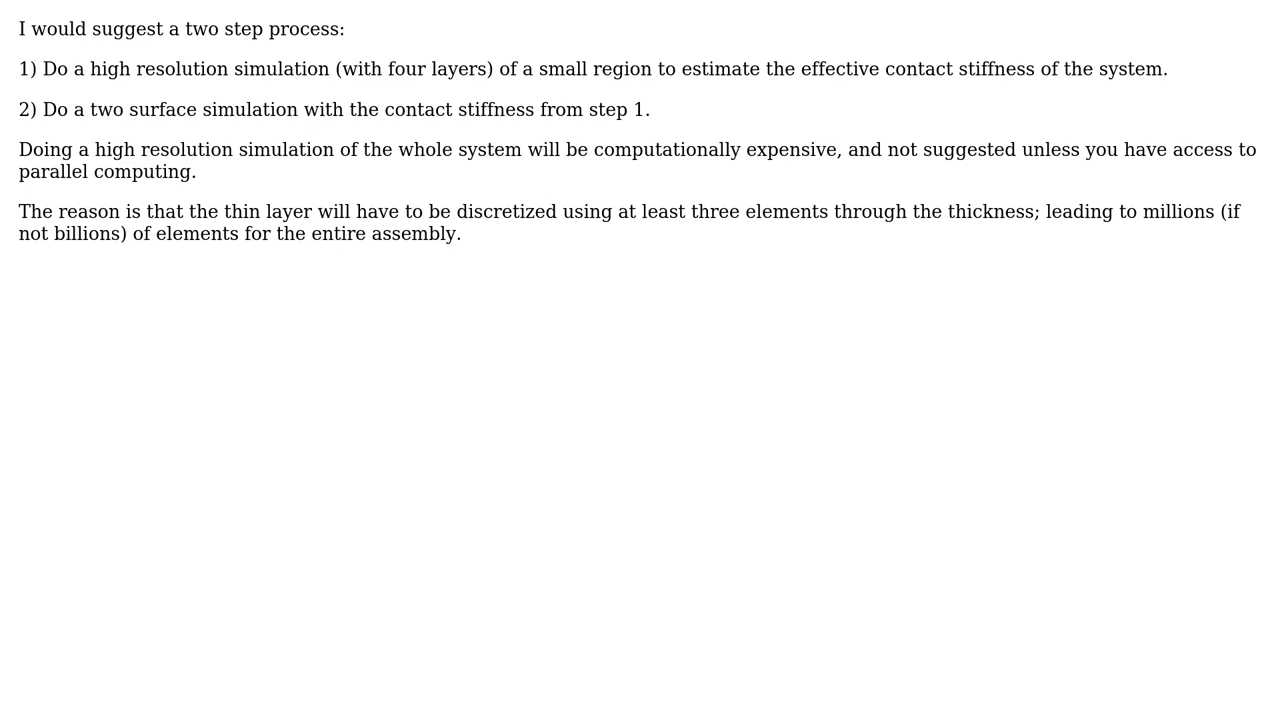 I would suggest a two step process:
1) Do a high resolution simulation (with four layers) of a small region to estimate the effective contact stiffness of the system.
2) Do a two surface simulation with the contact stiffness from step 1.
Doing a high resolution simulation of the whole system will be computationally expensive, and not suggested unless you have access to
parallel computing.
The reason is that the thin layer will have to be discretized using at least three elements through the thickness; leading to millions (if
not billions) of elements for the entire assembly.